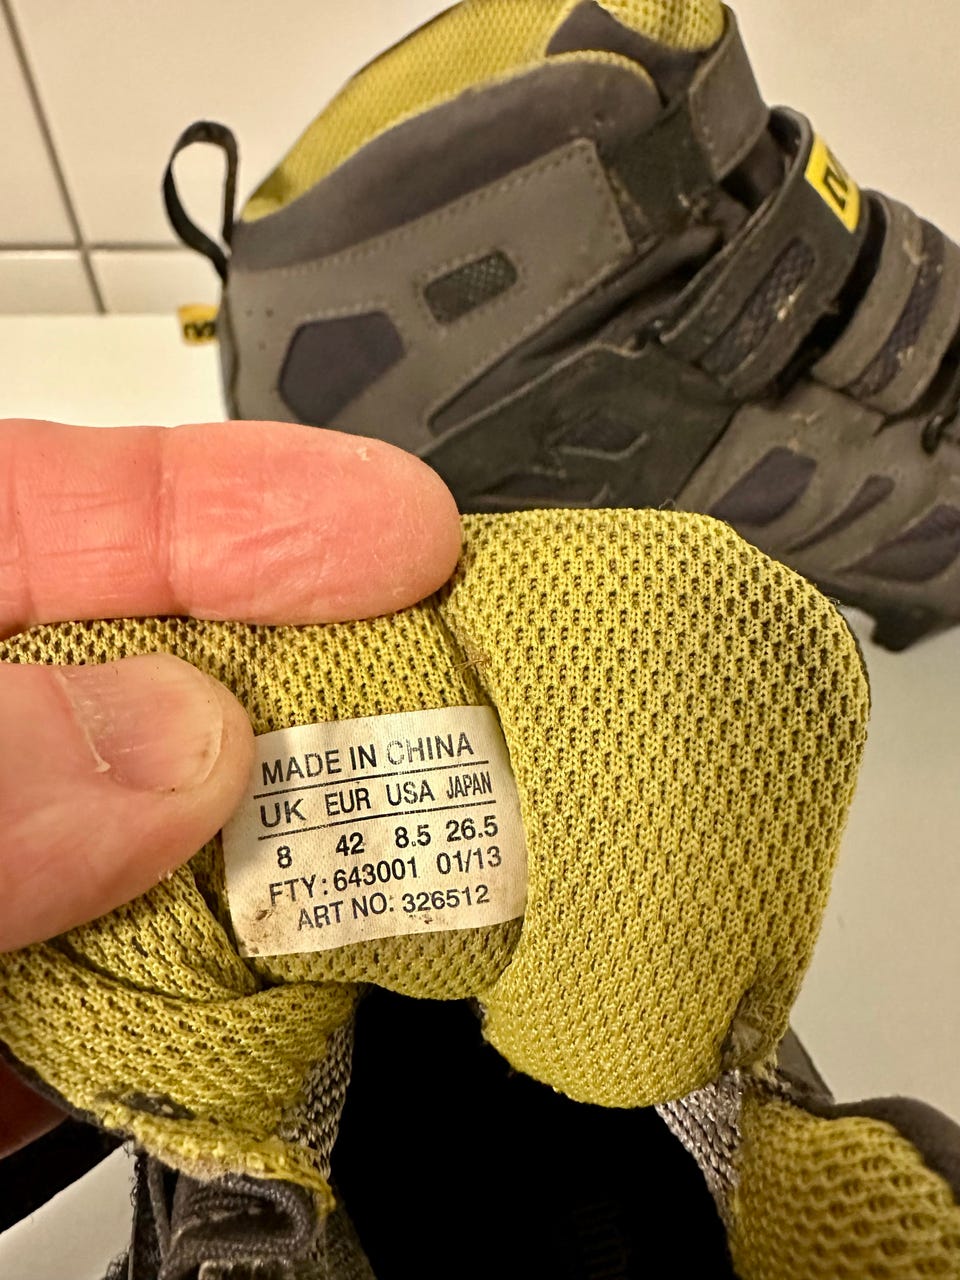 MADE IN CHINA
UK EUR USA JAPAN
8 42 8.5 26.5
FTY: 643001 01/13
ART NO: 326512